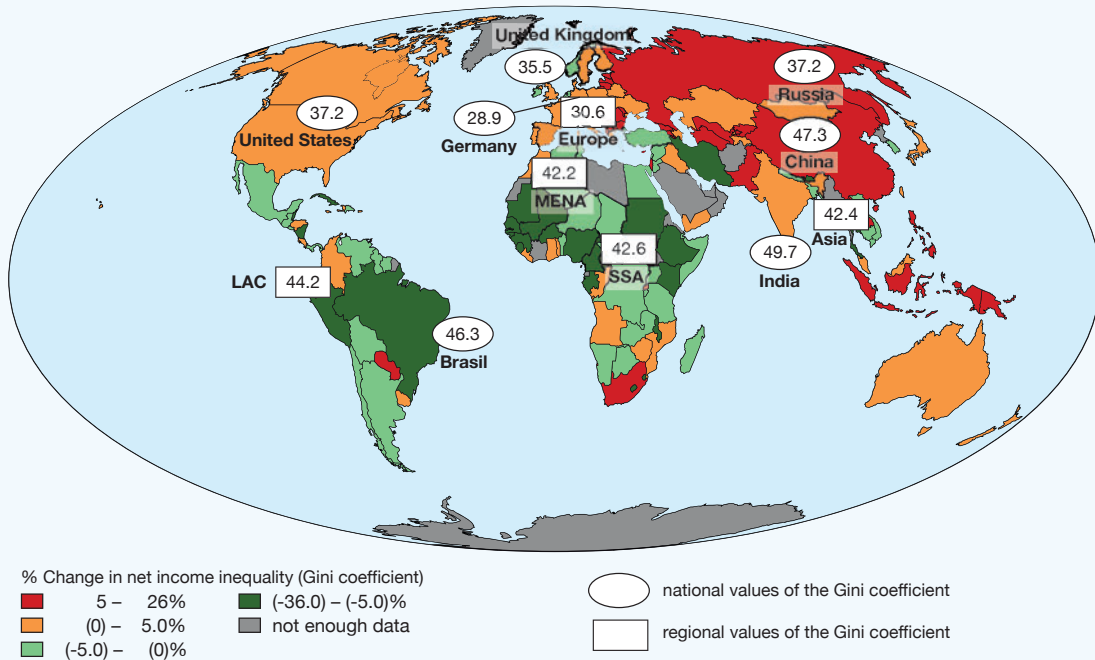 United Kingdom
35.5
37.2
Russia
37.2
United States
28.9
Germany
30.6
Europe
47.3
China
42.2
MENA
42.4
Asia
42.6
SSA
49.7
India
LAC
44.2
46.3
Brasil
% Change in net income inequality (Gini coefficient)
5 – 26%
(0) – 5.0%
(-5.0) – (0)%
(-36.0) – (-5.0)%
not enough data
national values of the Gini coefficient
regional values of the Gini coefficient